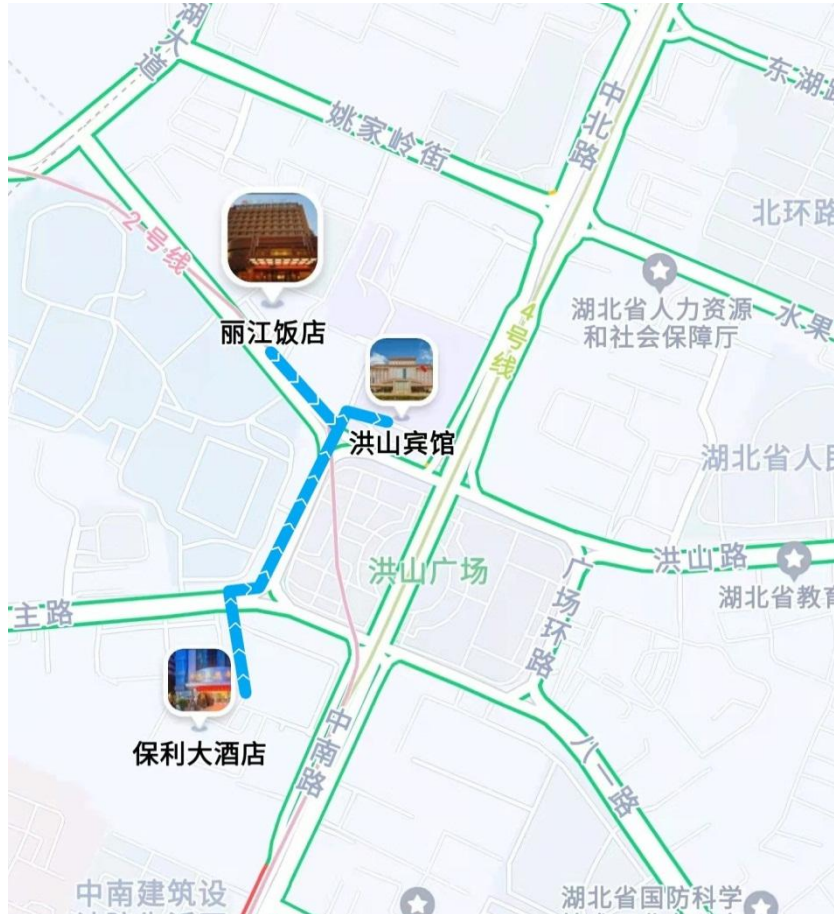 湖大道
东湖路
中北路
姚家岭街
北环路
2号线
湖北省人力资源
和社会保障厅
水果
4号线
丽江饭店
洪山宾馆
湖北省人民
洪山广场
洪山路
广场环路
湖北省教育
主路
中南路
保利大酒店
八一路
中南建筑设
湖北省国防科学